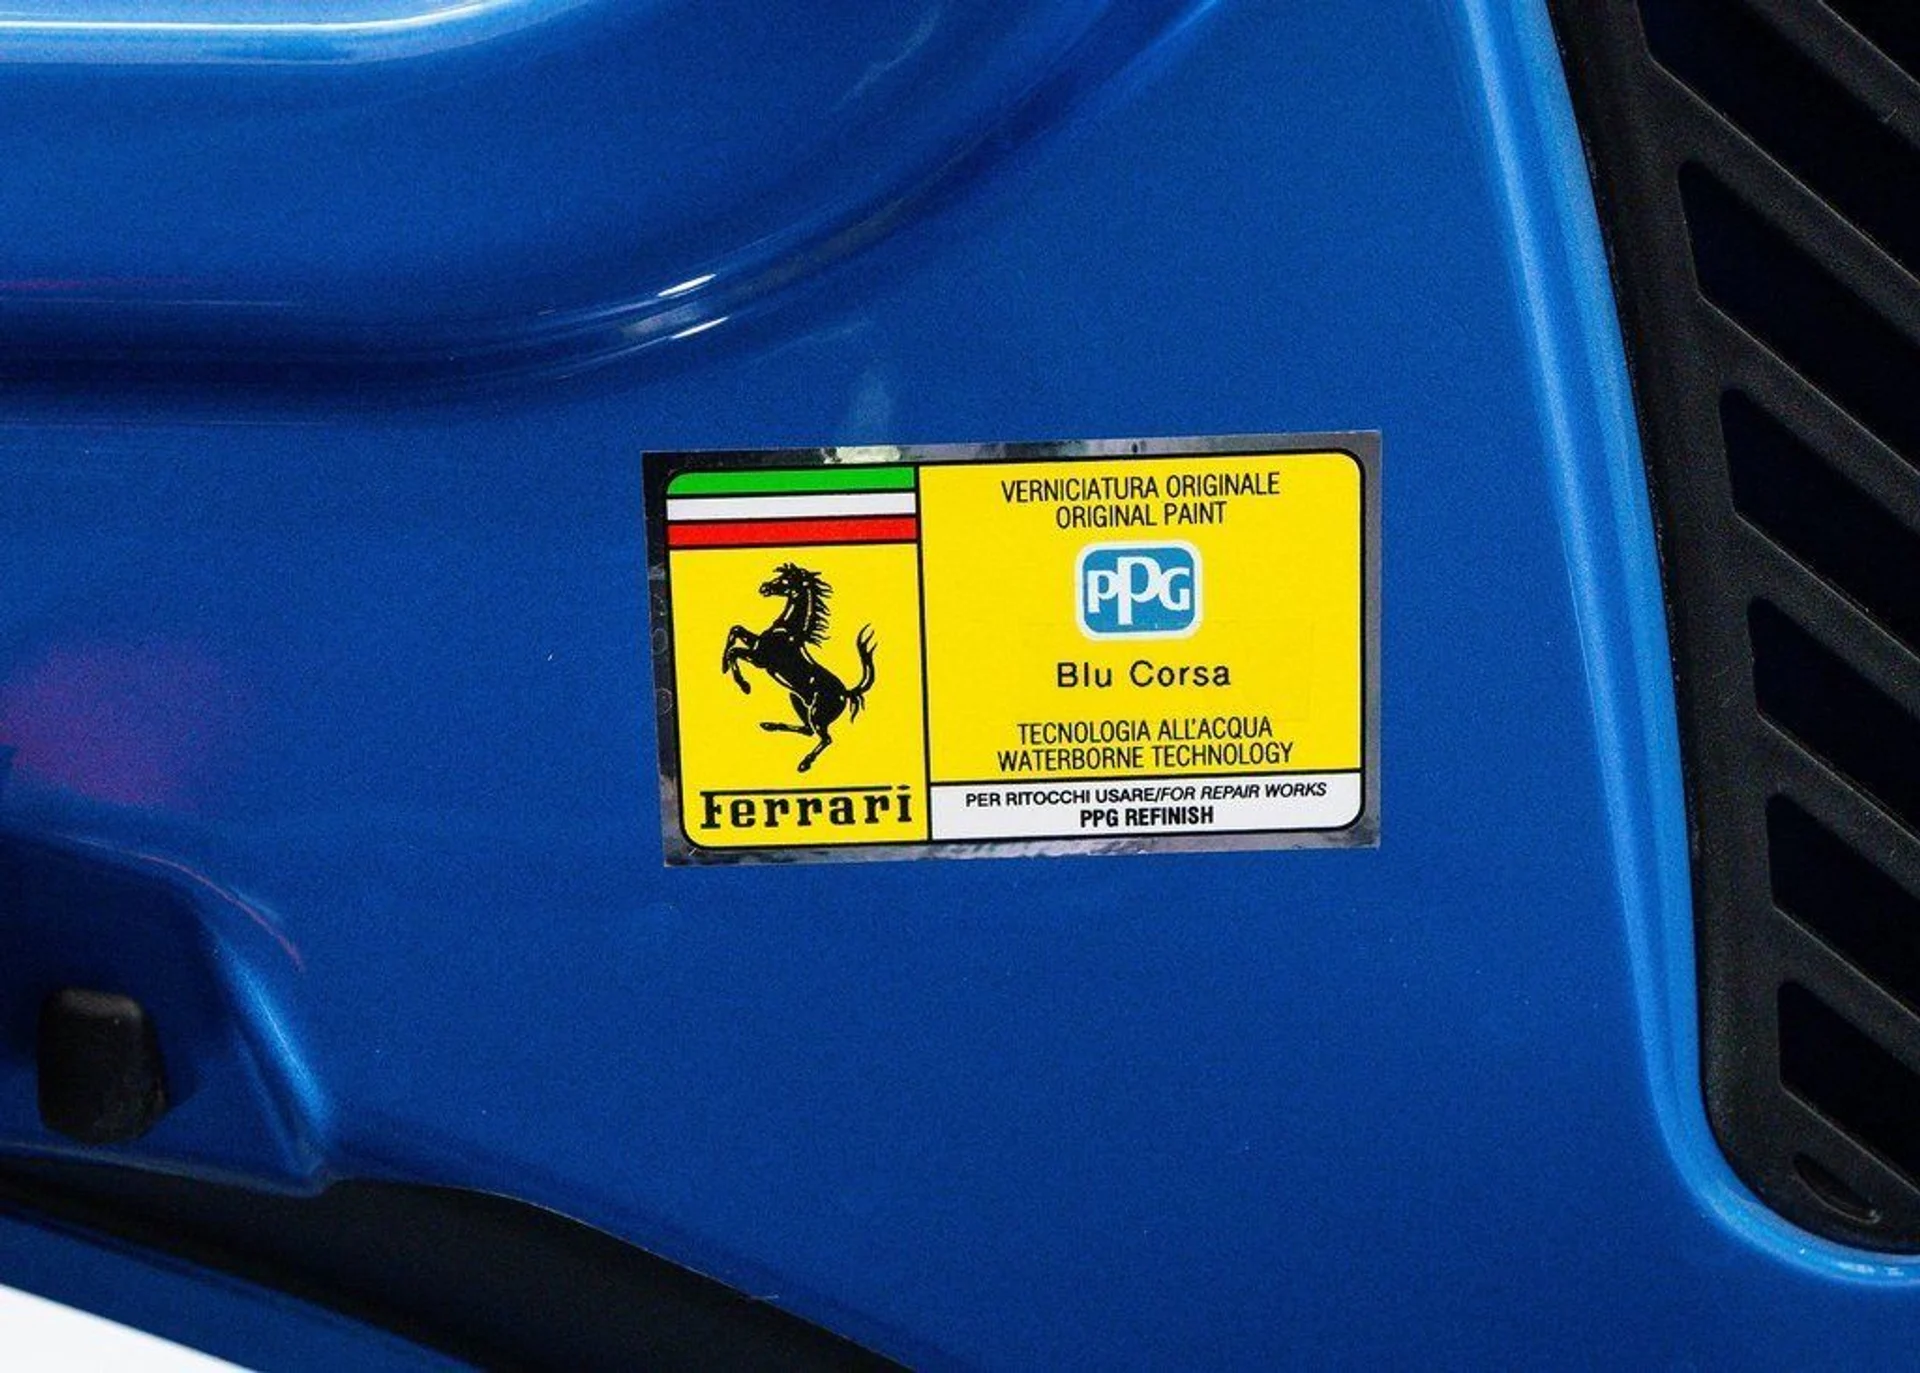 Ferrari
VERNICIATURA ORIGINALE
ORIGINAL PAINT
PPG
Blu Corsa
TECNOLOGIA ALL'ACQUA
WATERBORNE TECHNOLOGY
PER RITOCCHI USARE/FOR REPAIR WORKS
PPG REFINISH